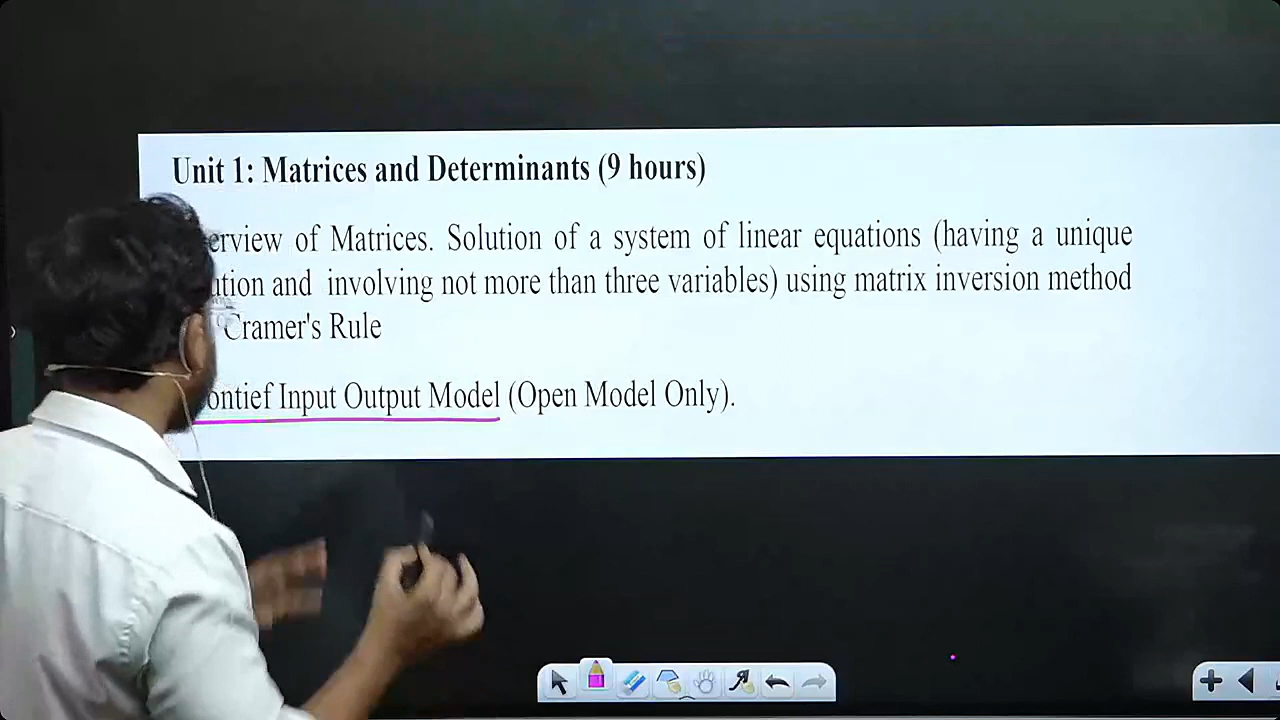 Unit 1: Matrices and Determinants (9 hours)
erview of Matrices. Solution of a system of linear equations (having a unique
ution and involving not more than three variables) using matrix inversion method
Cramer's Rule
ontief Input Output Model (Open Model Only).